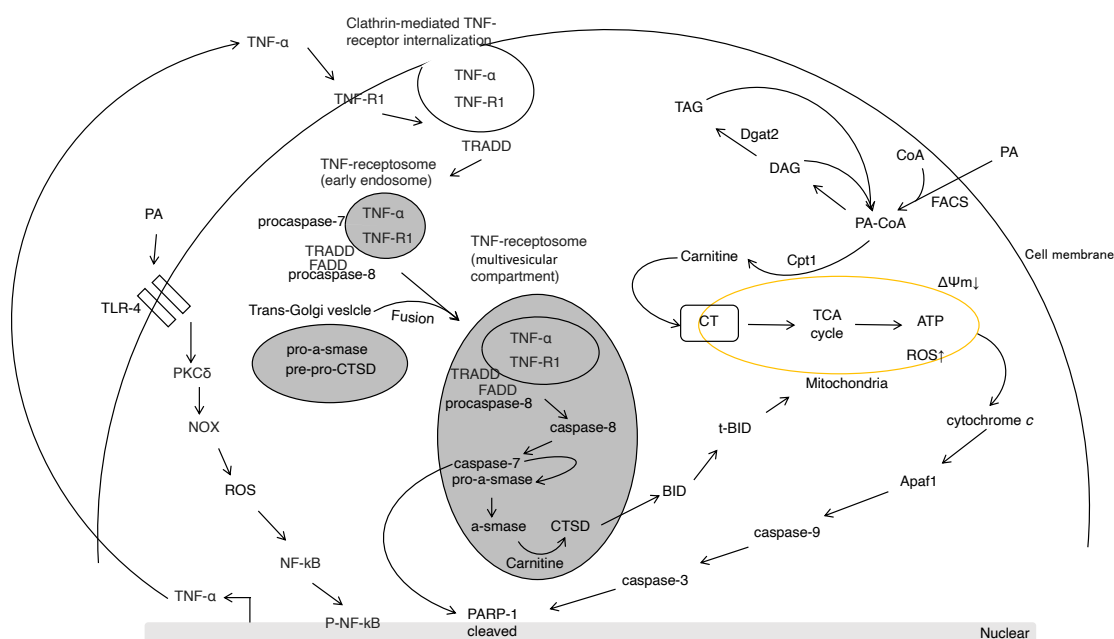 Clathrin-mediated TNF-
receptor internalization
TNF-α
TNF-R1
TNF-α
TNF-R1
TRADD
TNF-receptosome
(early endosome)
procaspase-7
TNF-α
TNF-R1
TRADD
FADD
procaspase-8
PA
TLR-4
PKCδ
NOX
ROS
NF-kB
P-NF-kB
TNF-α
Trans-Golgi veslcle
Fusion
pro-a-smase
pre-pro-CTSD
TNF-receptosome
(multivesicular
compartment)
TNF-α
TNF-R1
TRADD
FADD
procaspase-8
caspase-8
caspase-7
pro-a-smase
a-smase
CTSD
Carnitine
BID
t-BID
TAG
Dgat2
DAG
CoA
PA
FACS
PA-CoA
Cpt1
Carnitine
Cell membrane
ΔΨm↓
CT
TCA
cycle
ATP
ROS↑
Mitochondria
cytochrome c
Apaf1
caspase-9
caspase-3
PARP-1
cleaved
Nuclear